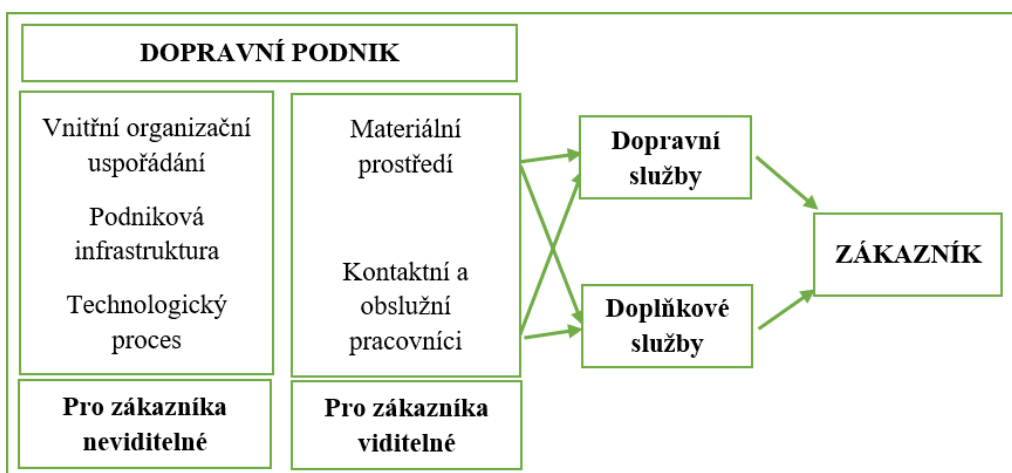 DOPRAVNÍ PODNIK
Vnitřní organizační
uspořádání
Podniková
infrastruktura
Technologický
proces
Pro zákazníka
neviditelné
Materiální
prostředí
Kontaktní a
obslužní
pracovníci
Pro zákazníka
viditelné
Dopravní
služby
Doplňkové
služby
ZÁKAZNÍK